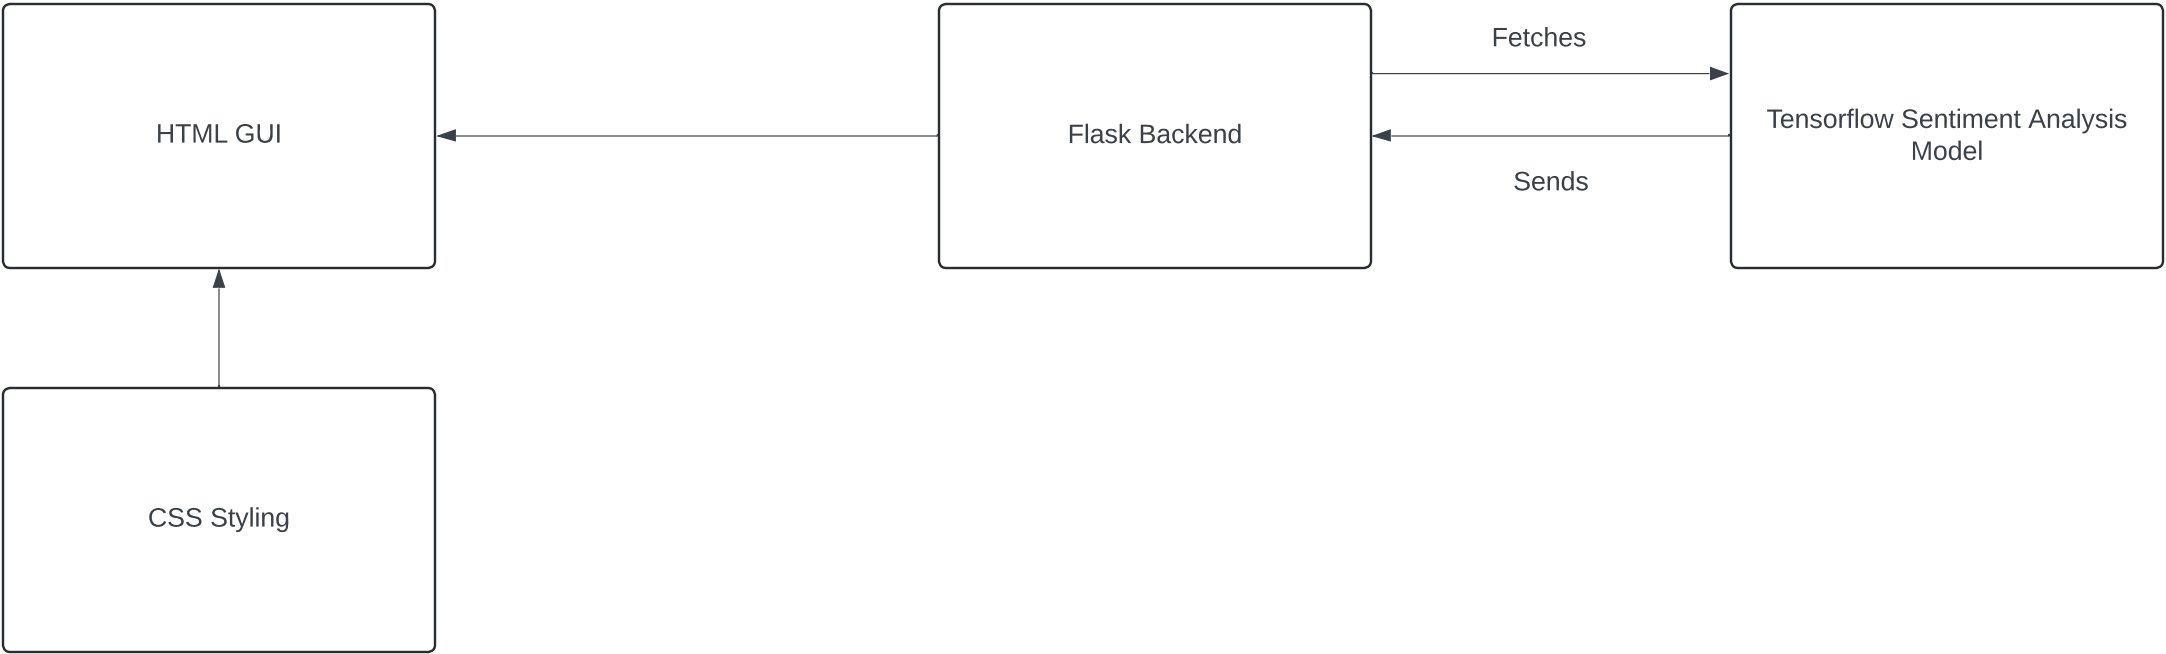 HTML GUI
Flask Backend
Fetches
Sends
Tensorflow Sentiment Analysis
Model
CSS Styling